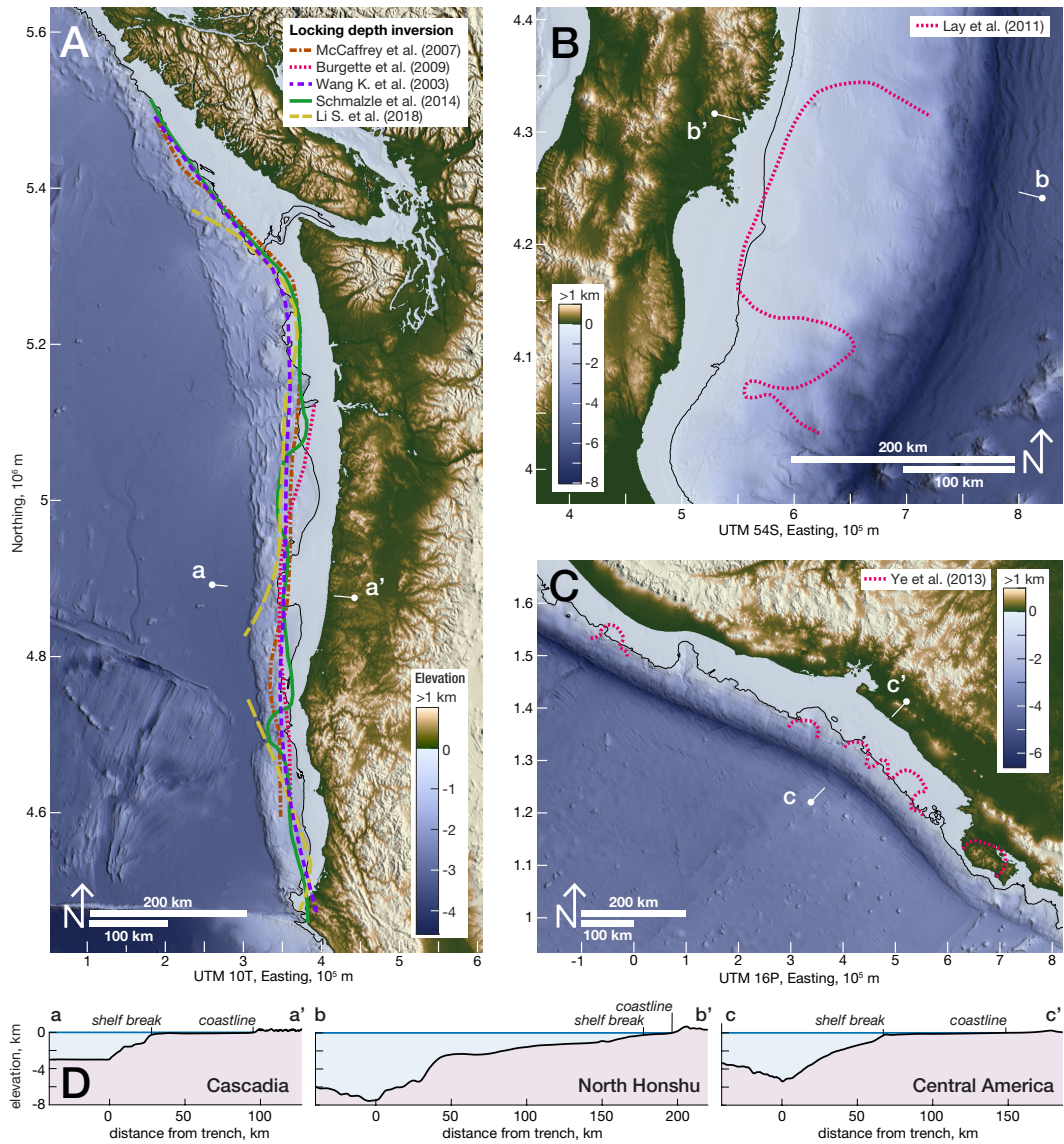 A
Locking depth inversion
McCaffrey et al. (2007)
Burgette et al. (2009)
Wang K. et al. (2003)
Schmalzle et al. (2014)
Li S. et al. (2018)
5.6
5.4
5.2
5
4.8
4.6
Northing, 10⁶ m
a
a'
Elevation
>1 km
0
-1
-2
-3
-4
N
200 km
100 km
1 2 3 4 5 6
UTM 10T, Easting, 10⁵ m
B
Lay et al. (2011)
4.4
4.3
4.2
4.1
4
b'
b
>1 km
0
-2
-4
-6
-8
200 km
100 km
N
4 5 6 7 8
UTM 54S, Easting, 10⁵ m
C
Ye et al. (2013)
1.6
1.5
1.4
1.3
1.2
1.1
1
c'
c
>1 km
0
-2
-4
-6
N
200 km
100 km
-1 0 1 2 3 4 5 6 7 8
UTM 16P, Easting, 10⁵ m
D
elevation, km
0
-4
-8
a
a'
shelf break
coastline
Cascadia
0 50 100
distance from trench, km
b
b'
shelf break
coastline
North Honshu
0 50 100 150 200
distance from trench, km
c
c'
shelf break
coastline
Central America
0 50 100 150
distance from trench, km